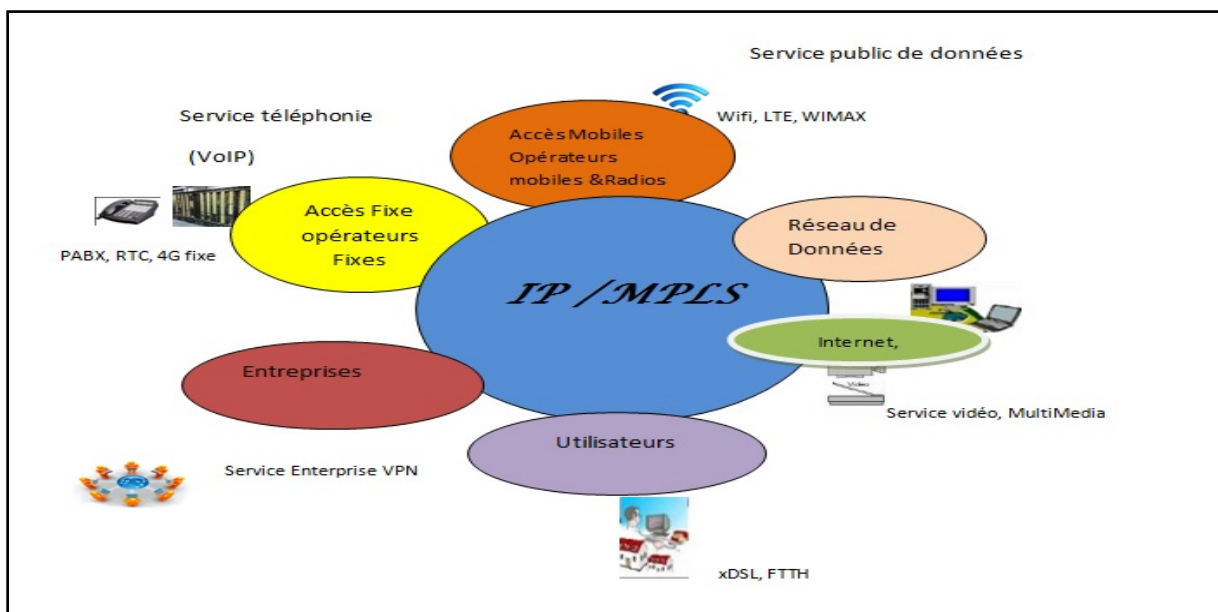 Service public de données
Service téléphonie
(VoIP)
Wifi, LTE, WIMAX
Accès Mobiles
Opérateurs
mobiles &Radios
Accès Fixe
opérateurs
Fixes
PABX, RTC, 4G fixe
Réseau de
Données
IP /MPLS
Internet,
Vidéo
Service vidéo, MultiMedia
Entreprises
Utilisateurs
Service Enterprise VPN
xDSL, FTTH